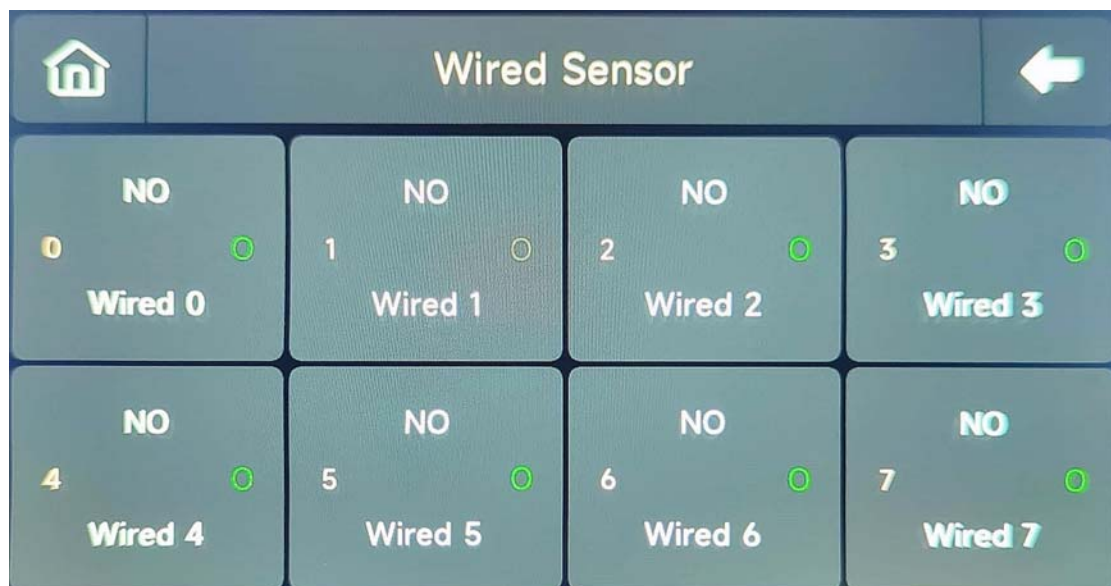 Wired Sensor
NO
0 O
Wired 0
NO
1 O
Wired 1
NO
2 O
Wired 2
NO
3 O
Wired 3
NO
4 O
Wired 4
NO
5 O
Wired 5
NO
6 O
Wired 6
NO
7 O
Wired 7